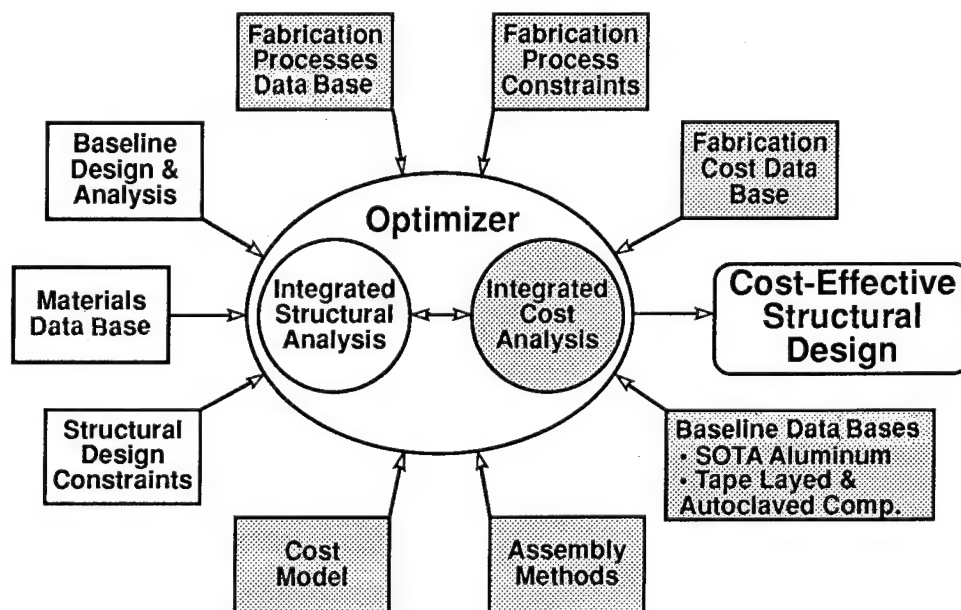 Fabrication
Processes
Data Base
Fabrication
Process
Constraints
Baseline
Design &
Analysis
Fabrication
Cost Data
Base
Optimizer
Materials
Data Base
Integrated
Structural
Analysis
Integrated
Cost
Analysis
Cost-Effective
Structural
Design
Structural
Design
Constraints
Baseline Data Bases
• SOTA Aluminum
• Tape Layed &
Autoclaved Comp.
Cost
Model
Assembly
Methods